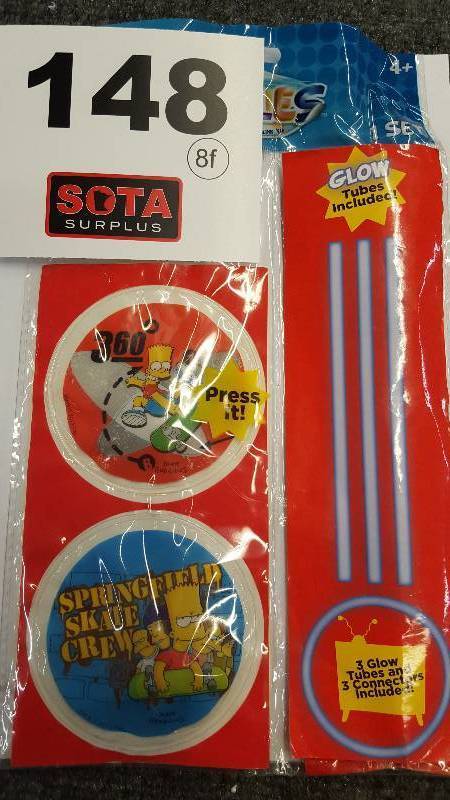 148
8f
SOTA
SURPLUS
4+
GLOW
Tubes
Included!
360°
Press
it!
SPRINGFIELD
SKATE
CREW
3 Glow
Tubes and
3 Connectors
Included!